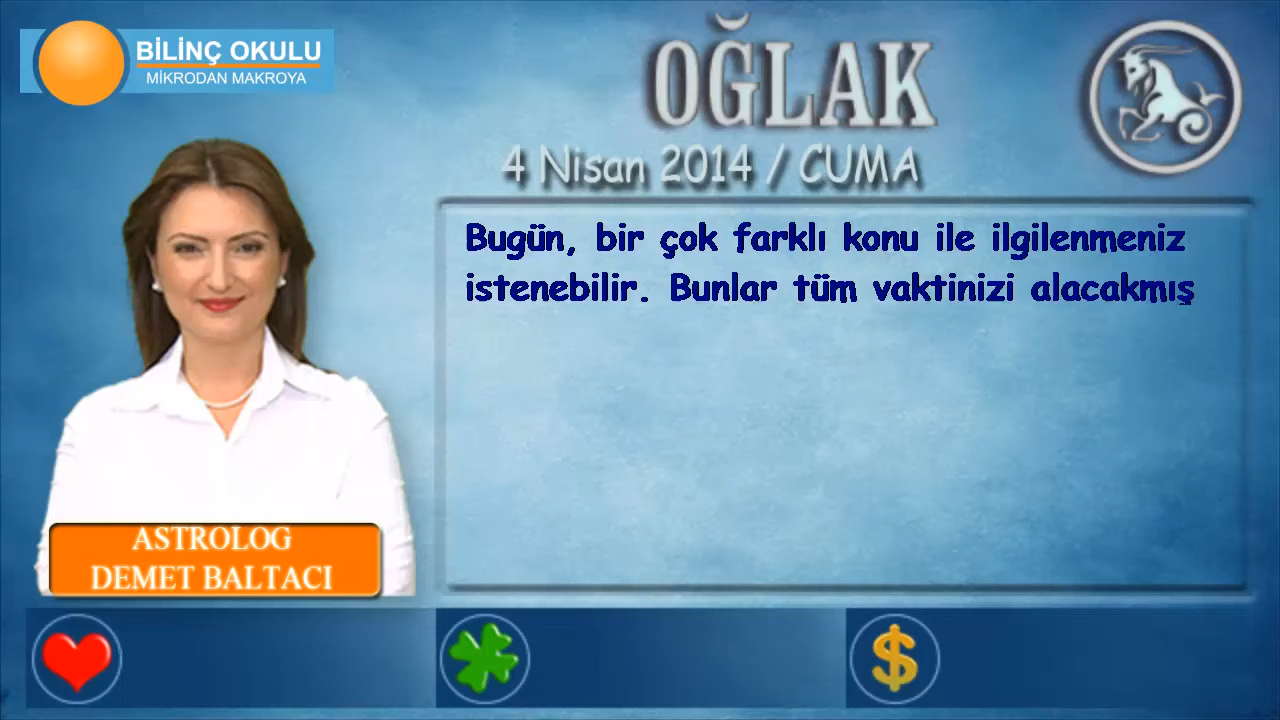 BİLİNÇ OKULU
MİKRODAN MAKROYA
OĞLAK
4 Nisan 2014 / CUMA
Bugün, bir çok farklı konu ile ilgilenmeniz
istenebilir. Bunlar tüm vaktinizi alacakmış
ASTROLOG
DEMET BALTACI